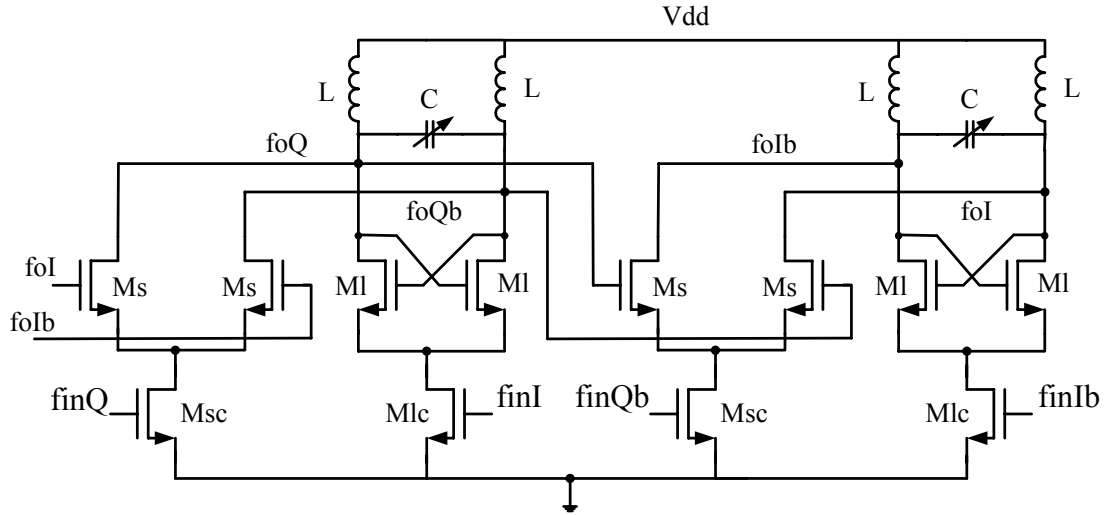 Vdd
L
C
L
L
C
L
foQ
foIb
foQb
foI
foI
Ms
Ms
Ml
Ml
Ms
Ms
Ml
Ml
foIb
finQ
Msc
Mlc
finI
finQb
Msc
Mlc
finIb